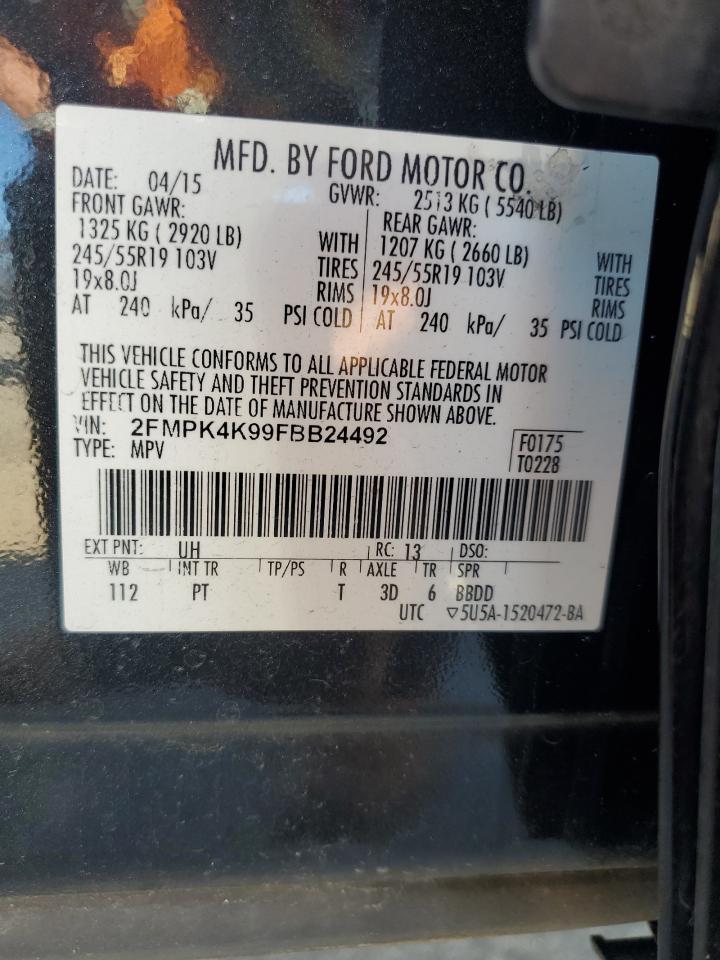 MFD. BY FORD MOTOR CO.
DATE: 04/15 GVWR: 2513 KG ( 5540 LB)
FRONT GAWR: REAR GAWR:
1325 KG ( 2920 LB) WITH 1207 KG ( 2660 LB) WITH
245/55R19 103V TIRES 245/55R19 103V TIRES
19x8.0J RIMS 19x8.0J RIMS
AT 240 kPa/ 35 PSI COLD AT 240 kPa/ 35 PSI COLD
THIS VEHICLE CONFORMS TO ALL APPLICABLE FEDERAL MOTOR
VEHICLE SAFETY AND THEFT PREVENTION STANDARDS IN
EFFECT ON THE DATE OF MANUFACTURE SHOWN ABOVE.
VIN: 2FMPK4K99FBB24492
TYPE: MPV
F0175
T0228
EXT PNT: UH RC: 13 DSO:
WB INT TR TP/PS R AXLE TR SPR
112 PT T 3D 6 BBDD
UTC ▽5U5A-1520472-BA